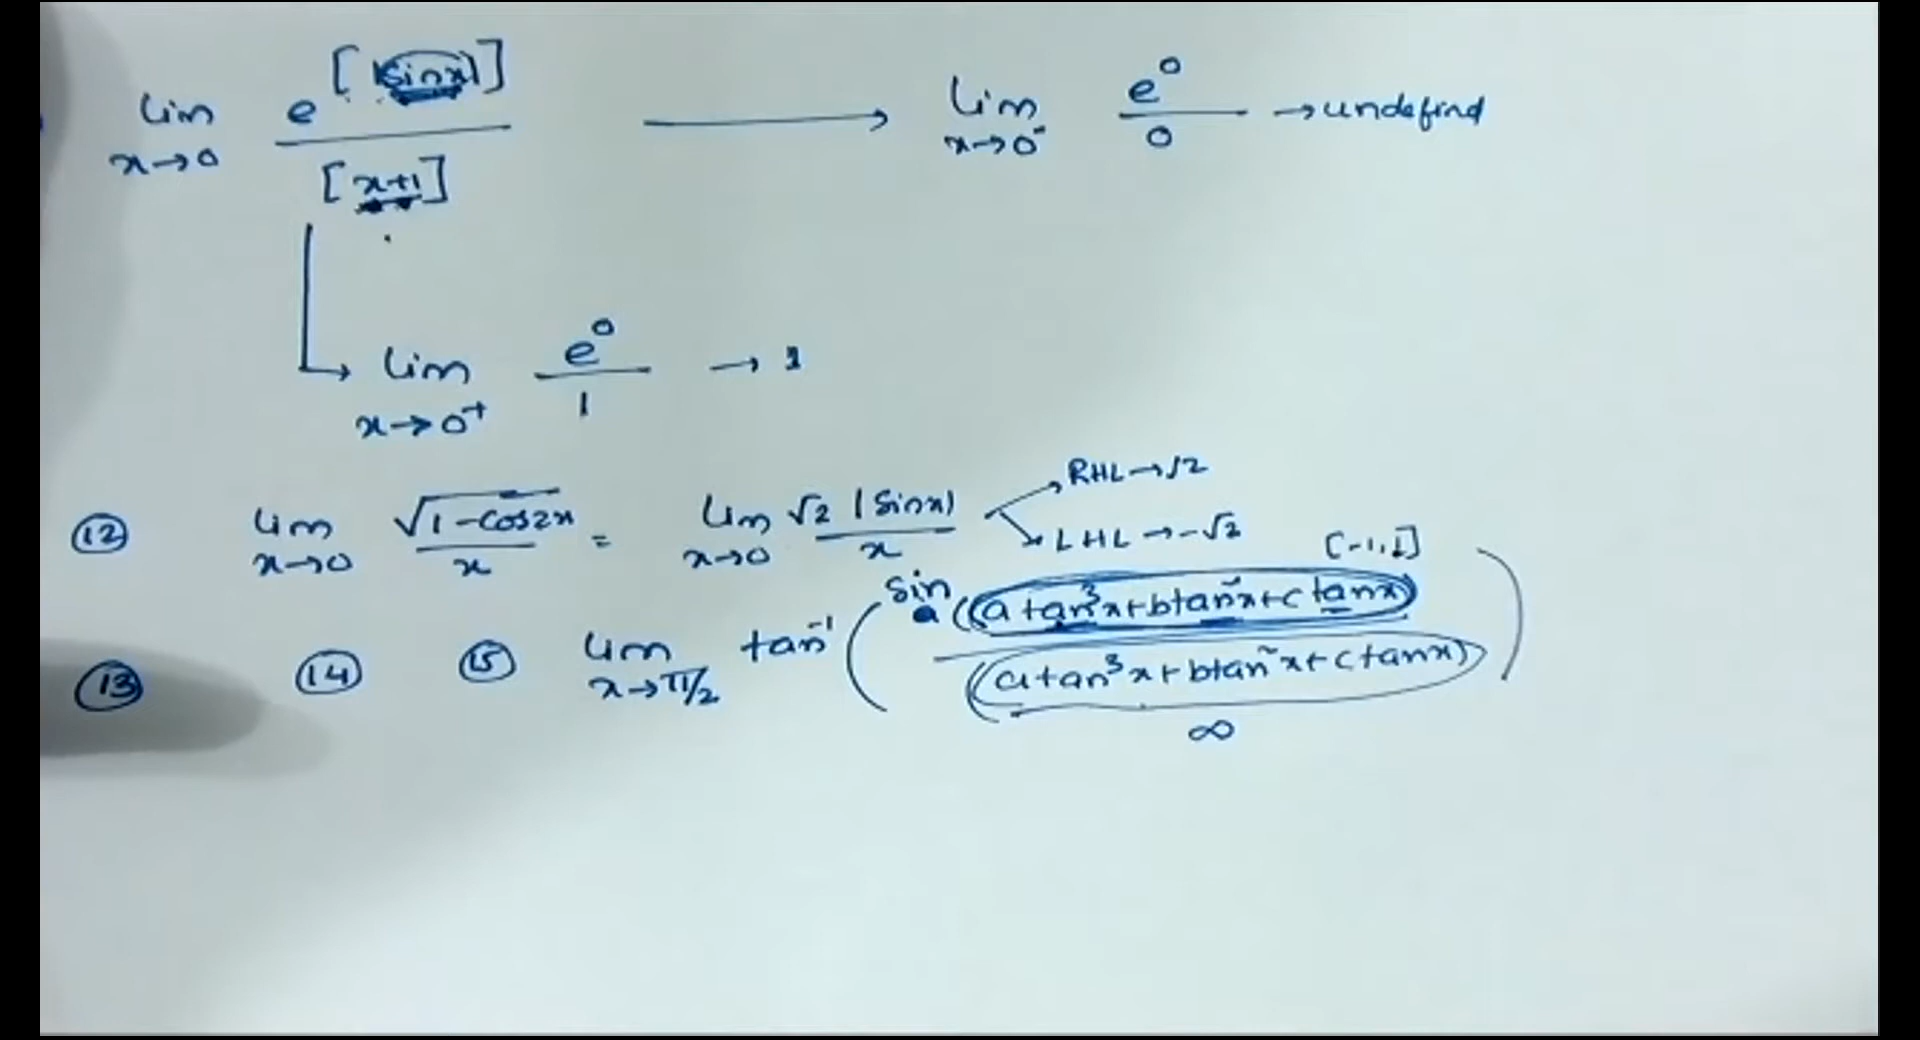 lim x→0 e^[|sinx|] / [x+1] → lim x→0⁻ e⁰ / 0 → undefind
↳ lim x→0⁺ e⁰ / 1 → 1
⑫ lim x→0 √(1-cos2x) / x = lim x→0 √2 |sinx| / x → RHL → √2
↘ LHL → -√2 [-1,1]
⑬ ⑭ ⑮ lim x→π/2 tan⁻¹ ( sin (a tan³x + b tan²x + c tanx) / (a tan³x + b tan²x + c tanx) )
∞